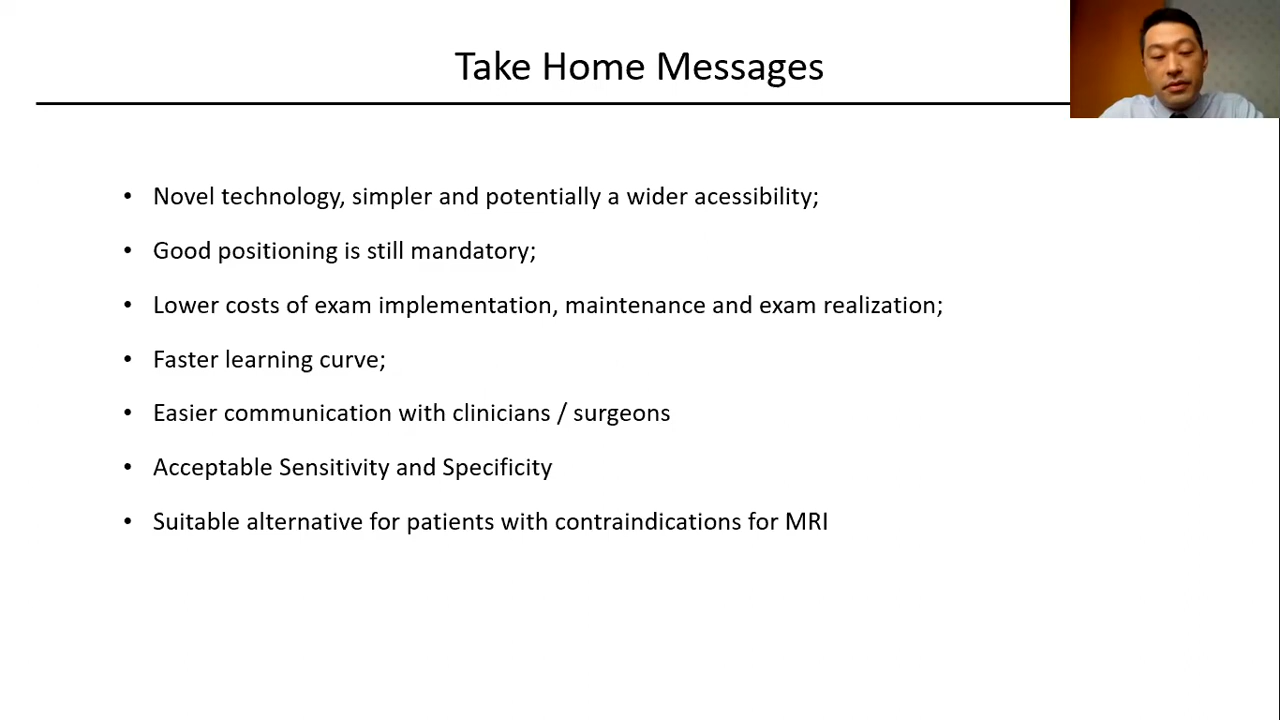 Take Home Messages
• Novel technology, simpler and potentially a wider acessibility;
• Good positioning is still mandatory;
• Lower costs of exam implementation, maintenance and exam realization;
• Faster learning curve;
• Easier communication with clinicians / surgeons
• Acceptable Sensitivity and Specificity
• Suitable alternative for patients with contraindications for MRI